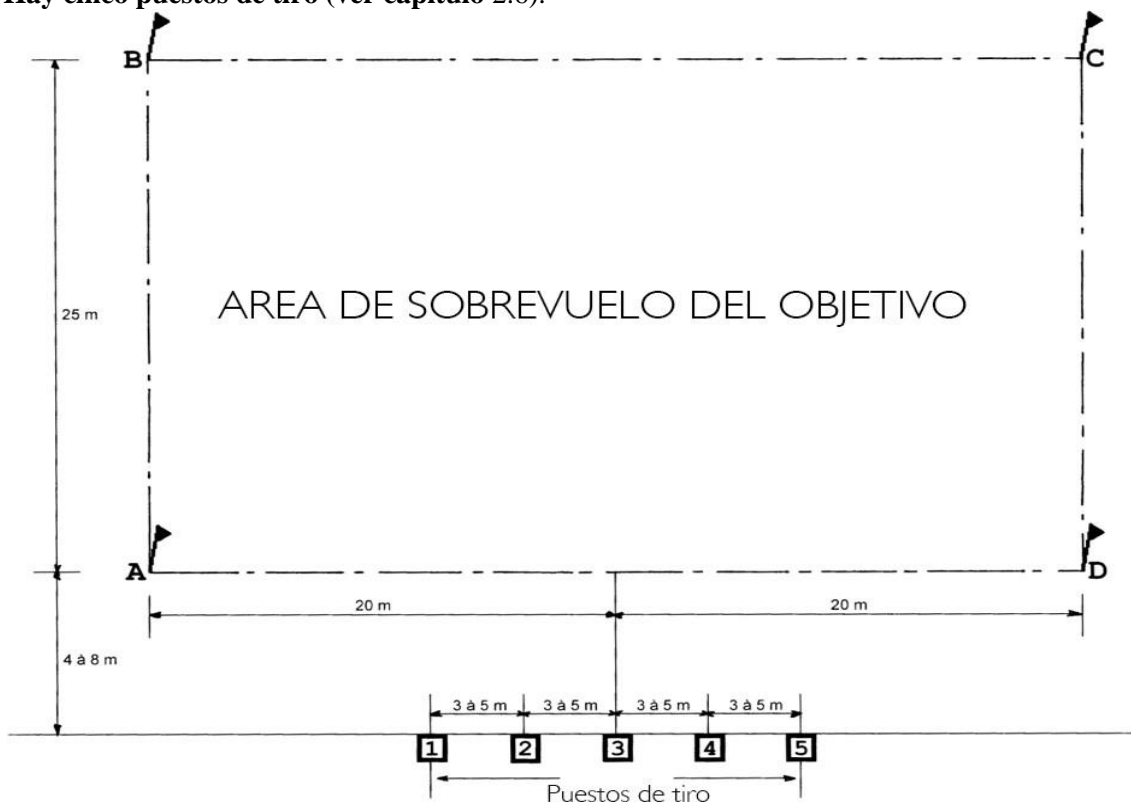 Hay cinco puestos de tiro (ver capítulo 2.8).
B
C
25 m
AREA DE SOBREVUELO DEL OBJETIVO
A
D
20 m
20 m
4 à 8 m
3 à 5 m
3 à 5 m
3 à 5 m
3 à 5 m
1
2
3
4
5
Puestos de tiro